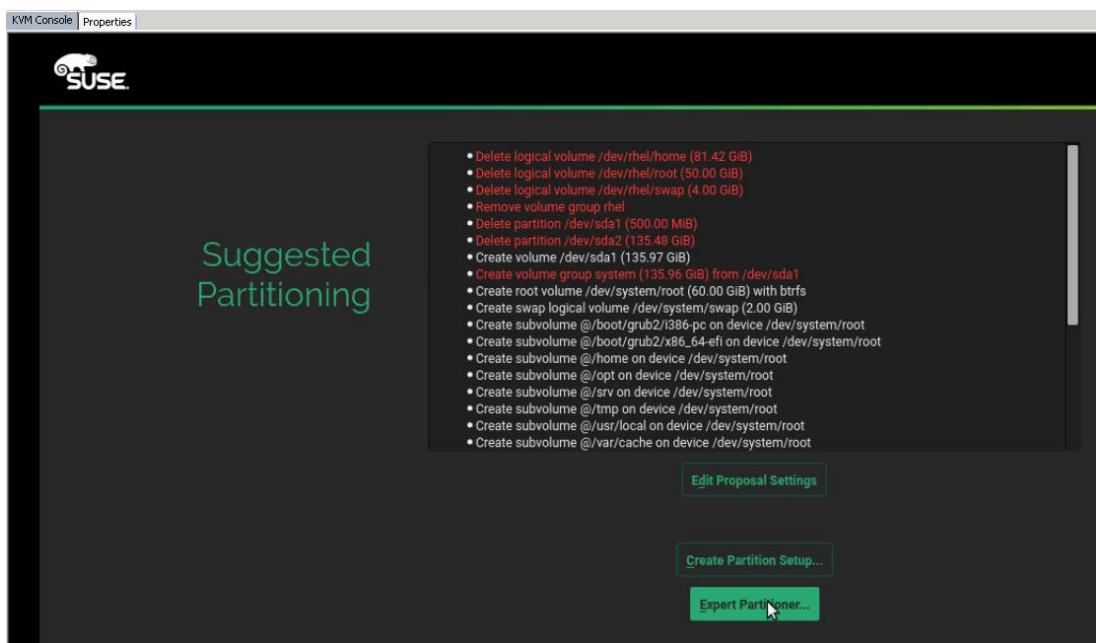 KVM Console Properties
SUSE.
Suggested
Partitioning
• Delete logical volume /dev/rhel/home (81.42 GiB)
• Delete logical volume /dev/rhel/root (50.00 GiB)
• Delete logical volume /dev/rhel/swap (4.00 GiB)
• Remove volume group rhel
• Delete partition /dev/sda1 (500.00 MiB)
• Delete partition /dev/sda2 (135.48 GiB)
• Create volume /dev/sda1 (135.97 GiB)
• Create volume group system (135.96 GiB) from /dev/sda1
• Create root volume /dev/system/root (60.00 GiB) with btrfs
• Create swap logical volume /dev/system/swap (2.00 GiB)
• Create subvolume @/boot/grub2/i386-pc on device /dev/system/root
• Create subvolume @/boot/grub2/x86_64-efi on device /dev/system/root
• Create subvolume @/home on device /dev/system/root
• Create subvolume @/opt on device /dev/system/root
• Create subvolume @/srv on device /dev/system/root
• Create subvolume @/tmp on device /dev/system/root
• Create subvolume @/usr/local on device /dev/system/root
• Create subvolume @/var/cache on device /dev/system/root
Edit Proposal Settings
Create Partition Setup...
Expert Partitioner...